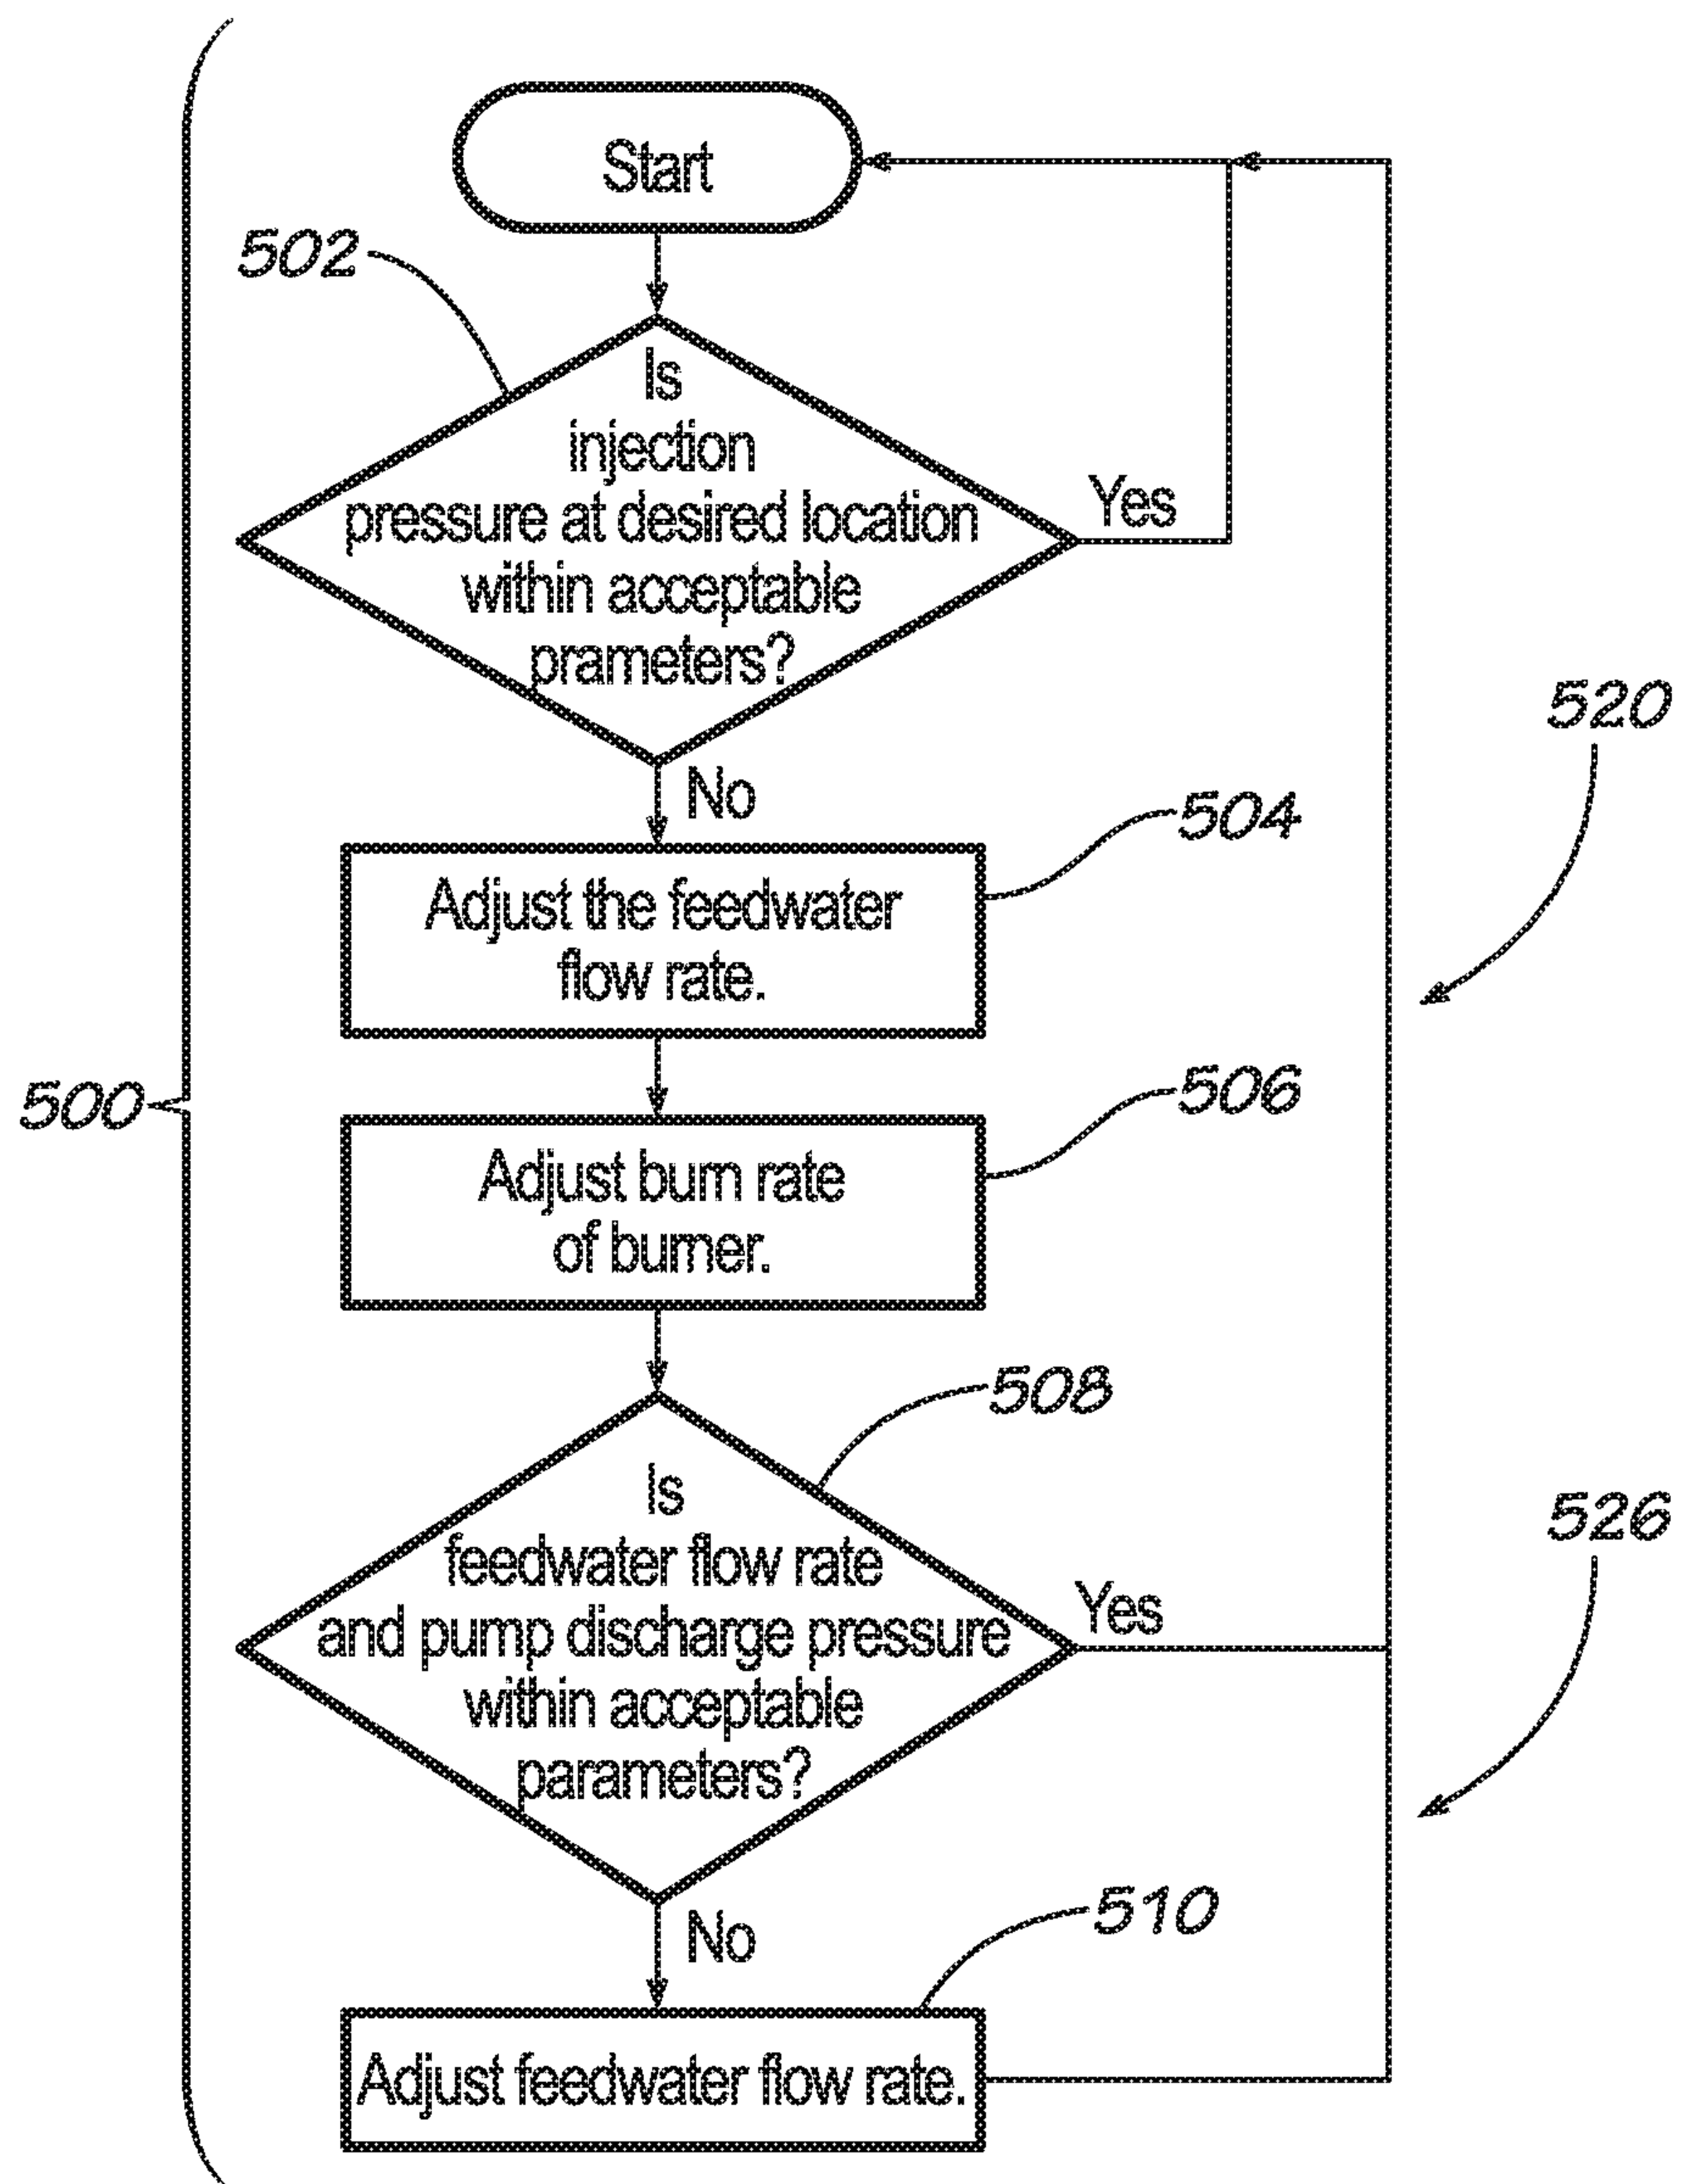 Start
502
Is
injection
pressure at desired location
within acceptable
prameters?
Yes
520
No
504
Adjust the feedwater
flow rate.
500
506
Adjust burn rate
of burner.
508
Is
feedwater flow rate
and pump discharge pressure
within acceptable
parameters?
Yes
526
No
510
Adjust feedwater flow rate.